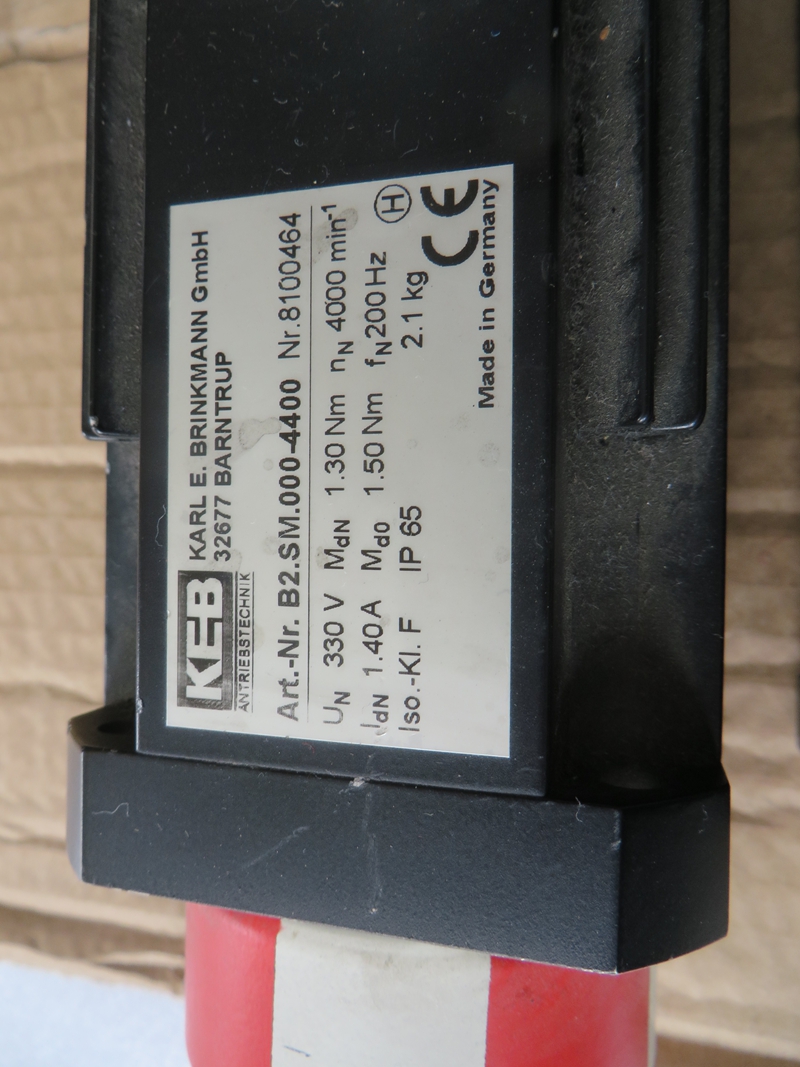 KEB
ANTRIEBSTECHNIK
KARL E. BRINKMANN GmbH
32677 BARNTRUP
Art.-Nr. B2.SM.000-4400 Nr.8100464
UN 330 V MdN 1.30 Nm nN 4000 min-1
IdN 1.40 A Md0 1.50 Nm fN 200 Hz
Iso.-Kl. F IP 65 2.1 kg
H
CE
Made in Germany